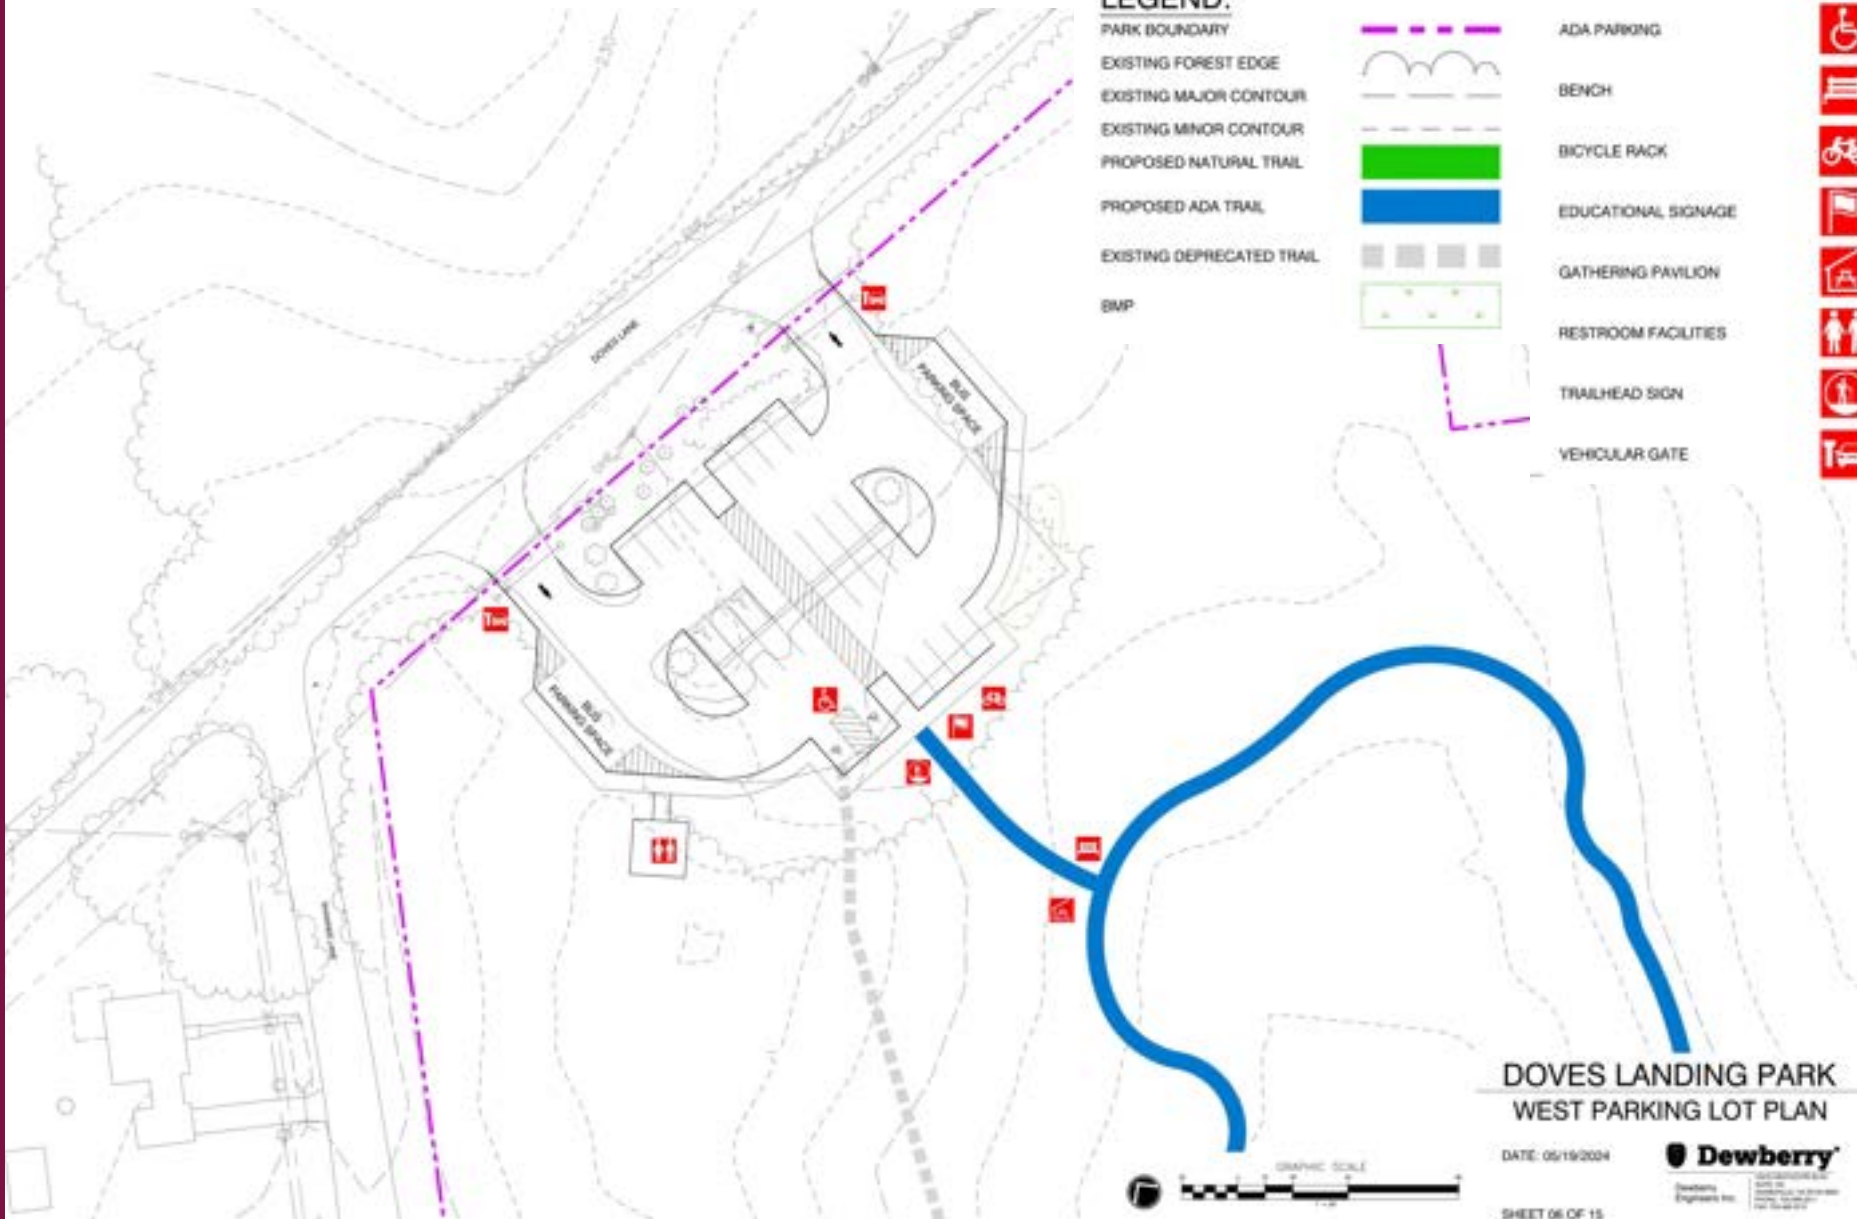 LEGEND:
PARK BOUNDARY
EXISTING FOREST EDGE
EXISTING MAJOR CONTOUR
EXISTING MINOR CONTOUR
PROPOSED NATURAL TRAIL
PROPOSED ADA TRAIL
EXISTING DEPRECATED TRAIL
BMP
ADA PARKING
BENCH
BICYCLE RACK
EDUCATIONAL SIGNAGE
GATHERING PAVILION
RESTROOM FACILITIES
TRAILHEAD SIGN
VEHICULAR GATE
DOVES LANE
BUS
PARKING SPACE
BUS
PARKING SPACE
DOVES LANDING PARK
WEST PARKING LOT PLAN
DATE: 05/19/2024
Dewberry
Dewberry
Engineers Inc.
GRAPHIC SCALE
SHEET 06 OF 15